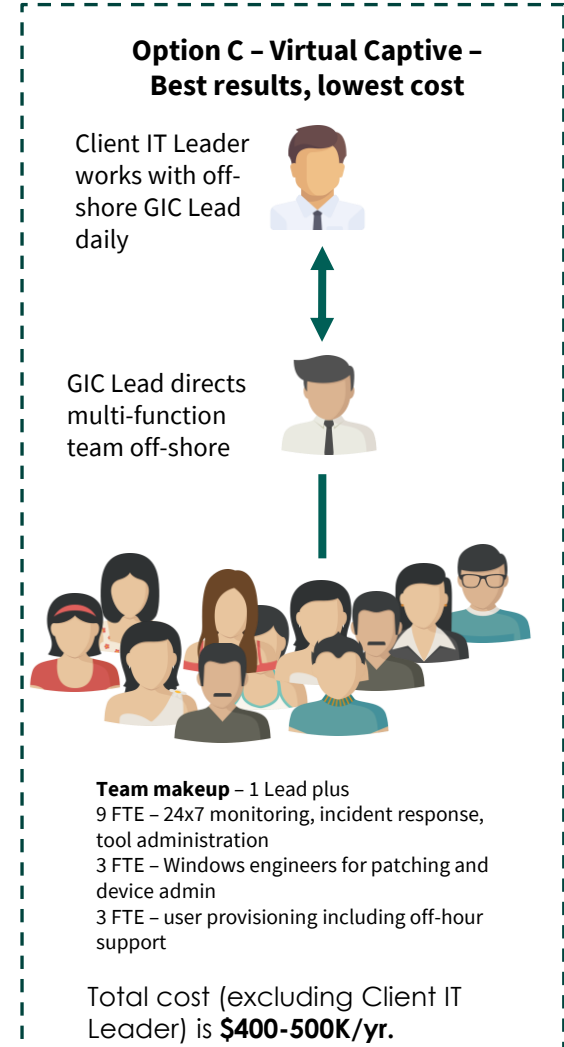 Option C – Virtual Captive –
Best results, lowest cost
Client IT Leader
works with off-
shore GIC Lead
daily
GIC Lead directs
multi-function
team off-shore
Team makeup – 1 Lead plus
9 FTE – 24x7 monitoring, incident response,
tool administration
3 FTE – Windows engineers for patching and
device admin
3 FTE – user provisioning including off-hour
support
Total cost (excluding Client IT
Leader) is $400-500K/yr.